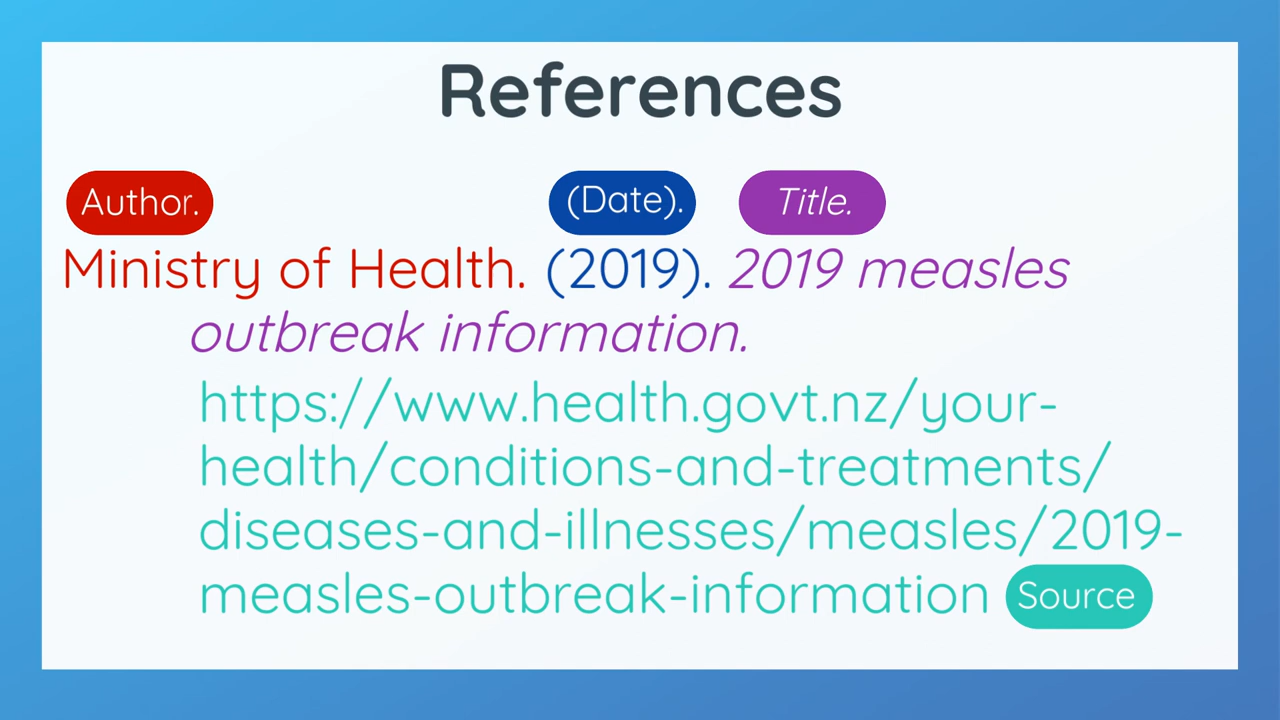 References
Author. (Date). Title.
Ministry of Health. (2019). 2019 measles
outbreak information.
https://www.health.govt.nz/your-
health/conditions-and-treatments/
diseases-and-illnesses/measles/2019-
measles-outbreak-information Source